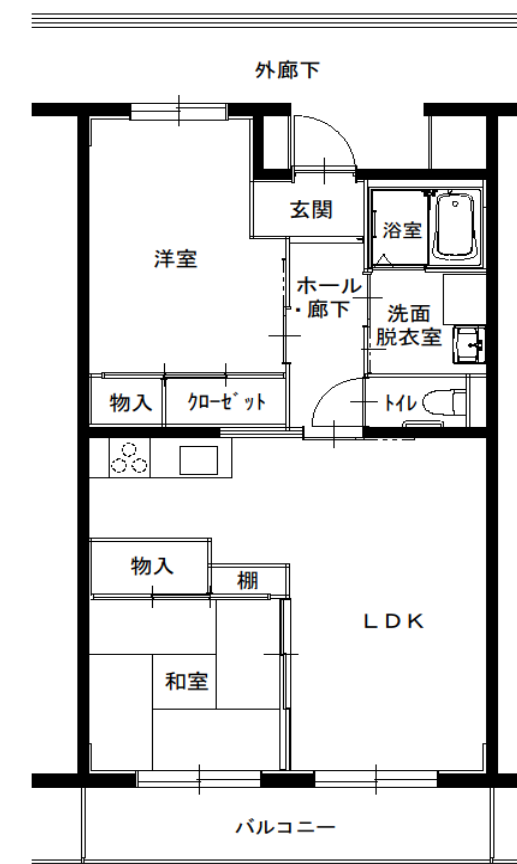 外廊下
玄関
浴室
洋室
ホール
・廊下
洗面
脱衣室
物入
クローゼット
トイレ
物入
棚
LDK
和室
バルコニー